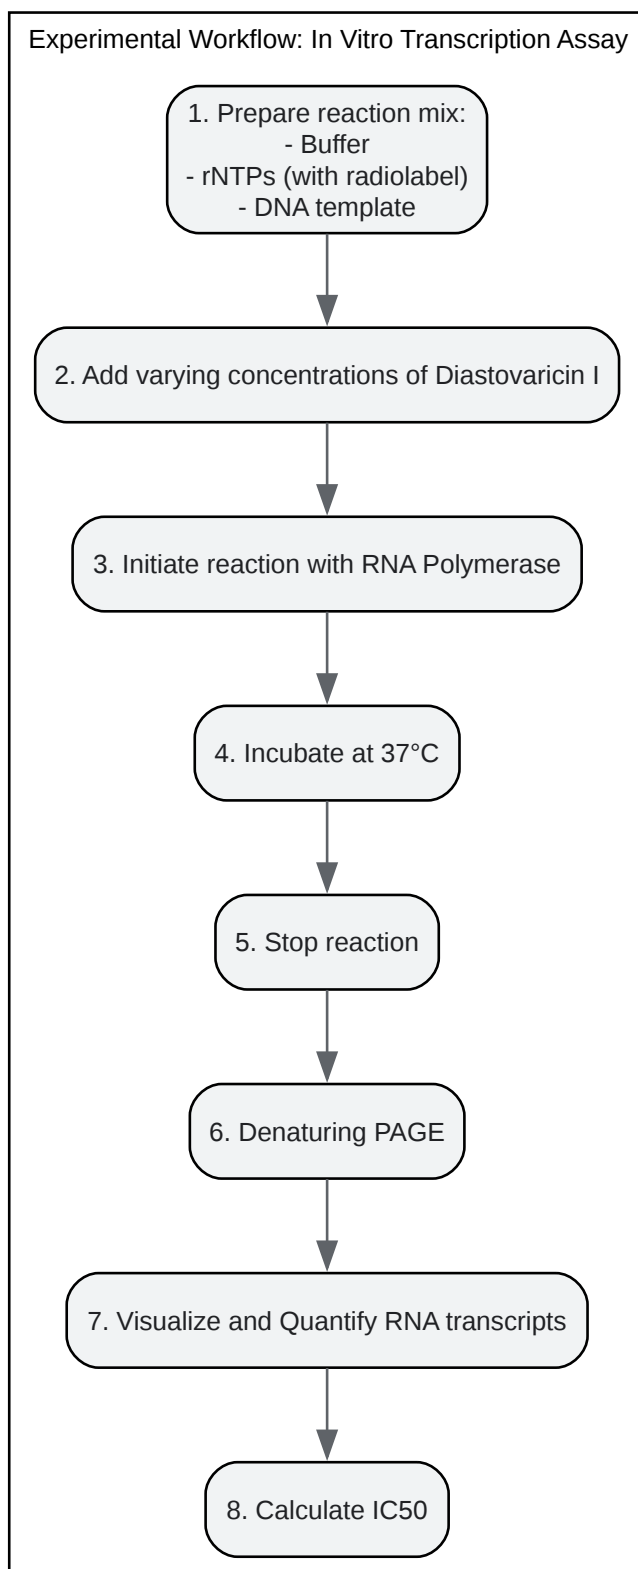 Experimental Workflow: In Vitro Transcription Assay
1. Prepare reaction mix:
- Buffer
- rNTPs (with radiolabel)
- DNA template
2. Add varying concentrations of Diastovaricin I
3. Initiate reaction with RNA Polymerase
4. Incubate at 37°C
5. Stop reaction
6. Denaturing PAGE
7. Visualize and Quantify RNA transcripts
8. Calculate IC50